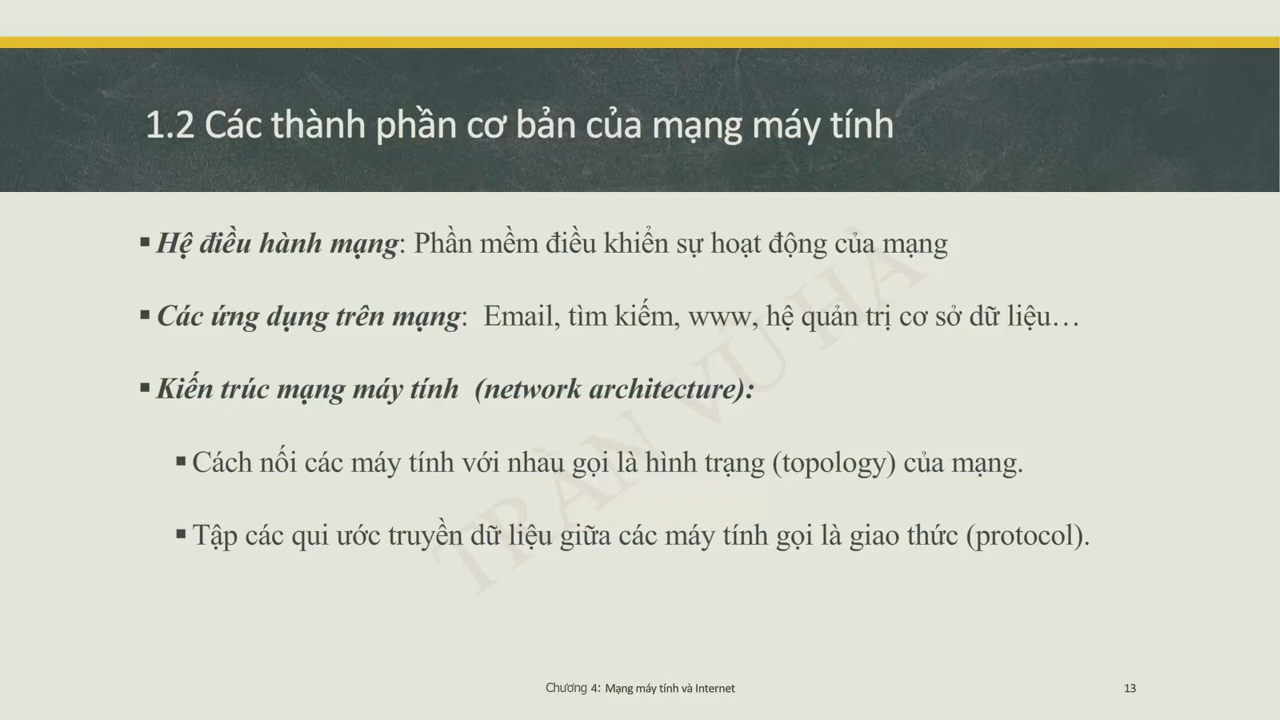 1.2 Các thành phần cơ bản của mạng máy tính
▪ Hệ điều hành mạng: Phần mềm điều khiển sự hoạt động của mạng
▪ Các ứng dụng trên mạng: Email, tìm kiếm, www, hệ quản trị cơ sở dữ liệu…
▪ Kiến trúc mạng máy tính (network architecture):
▪ Cách nối các máy tính với nhau gọi là hình trạng (topology) của mạng.
▪ Tập các qui ước truyền dữ liệu giữa các máy tính gọi là giao thức (protocol).
TRẦN VŨ HÀ
Chương 4: Mạng máy tính và Internet
13